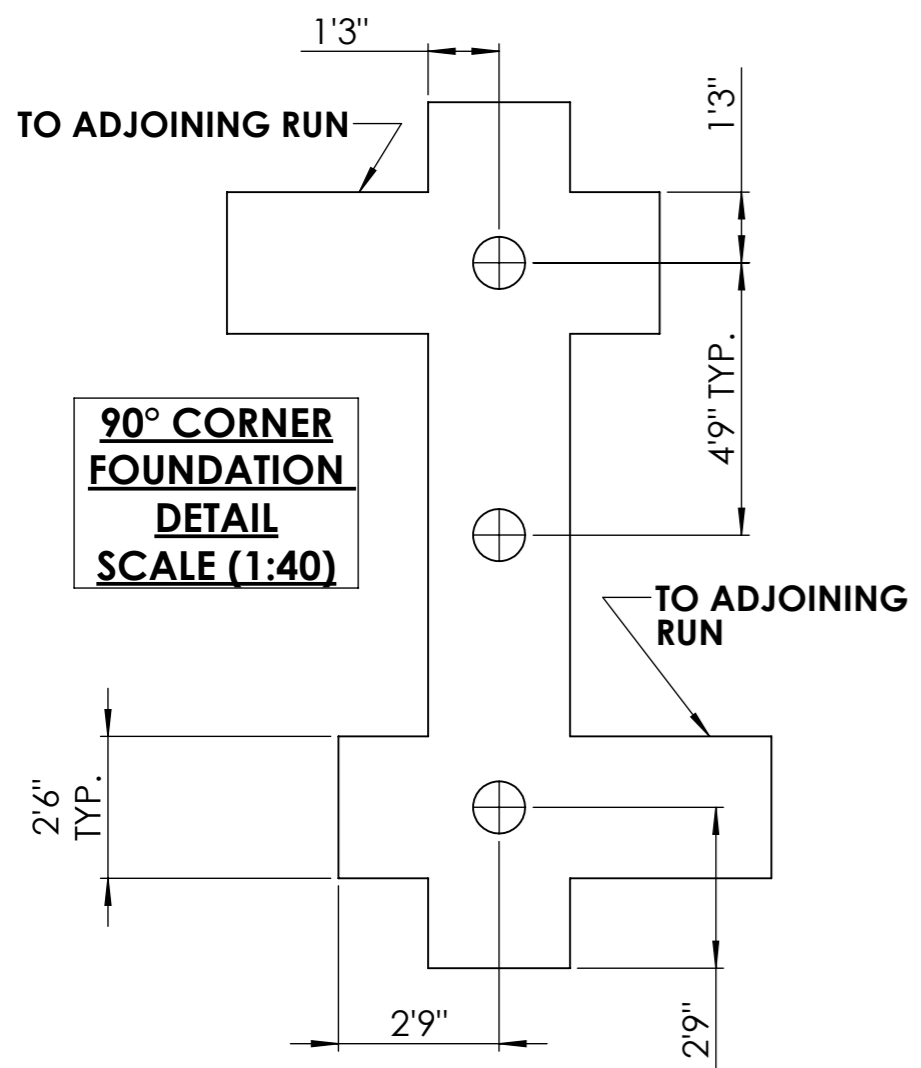 1'3"
1'3"
TO ADJOINING RUN
4'9" TYP.
90° CORNER
FOUNDATION
DETAIL
SCALE (1:40)
TO ADJOINING
RUN
2'6"
TYP.
2'9"
2'9"